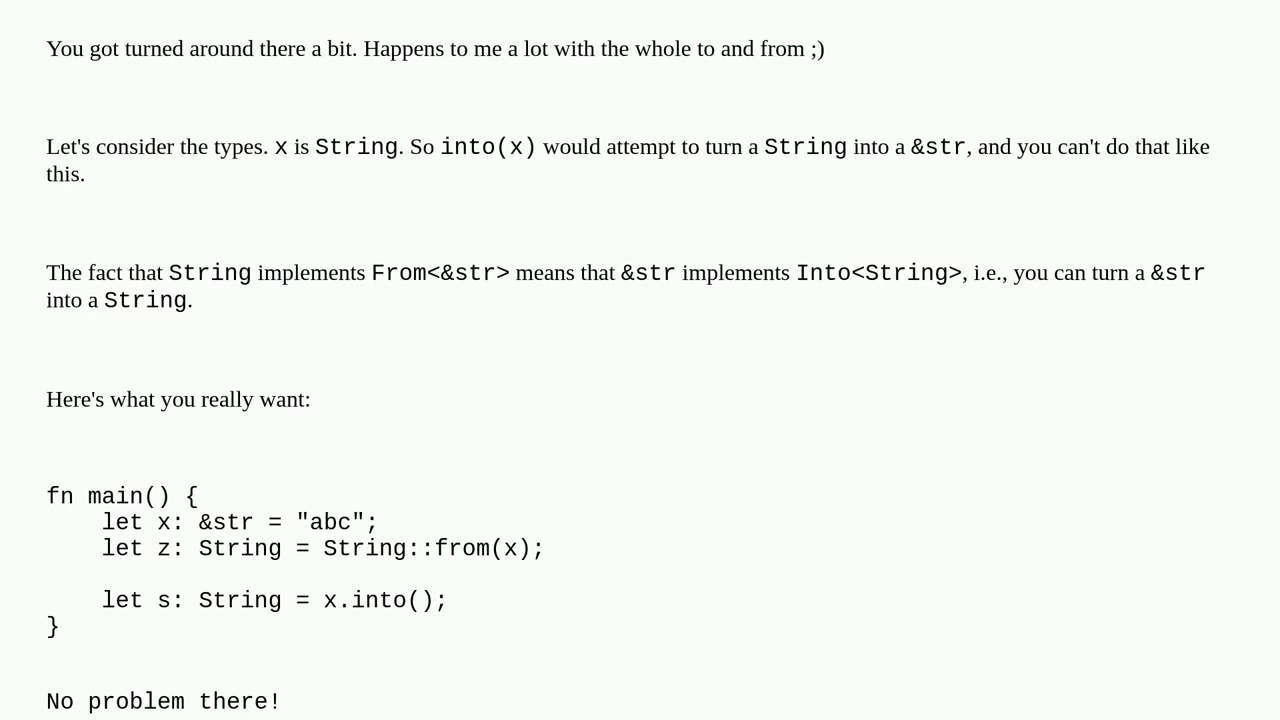 You got turned around there a bit. Happens to me a lot with the whole to and from ;)
Let's consider the types. x is String. So into(x) would attempt to turn a String into a &str, and you can't do that like
this.
The fact that String implements From<&str> means that &str implements Into<String>, i.e., you can turn a &str
into a String.
Here's what you really want:
fn main() {
    let x: &str = "abc";
    let z: String = String::from(x);

    let s: String = x.into();
}
No problem there!